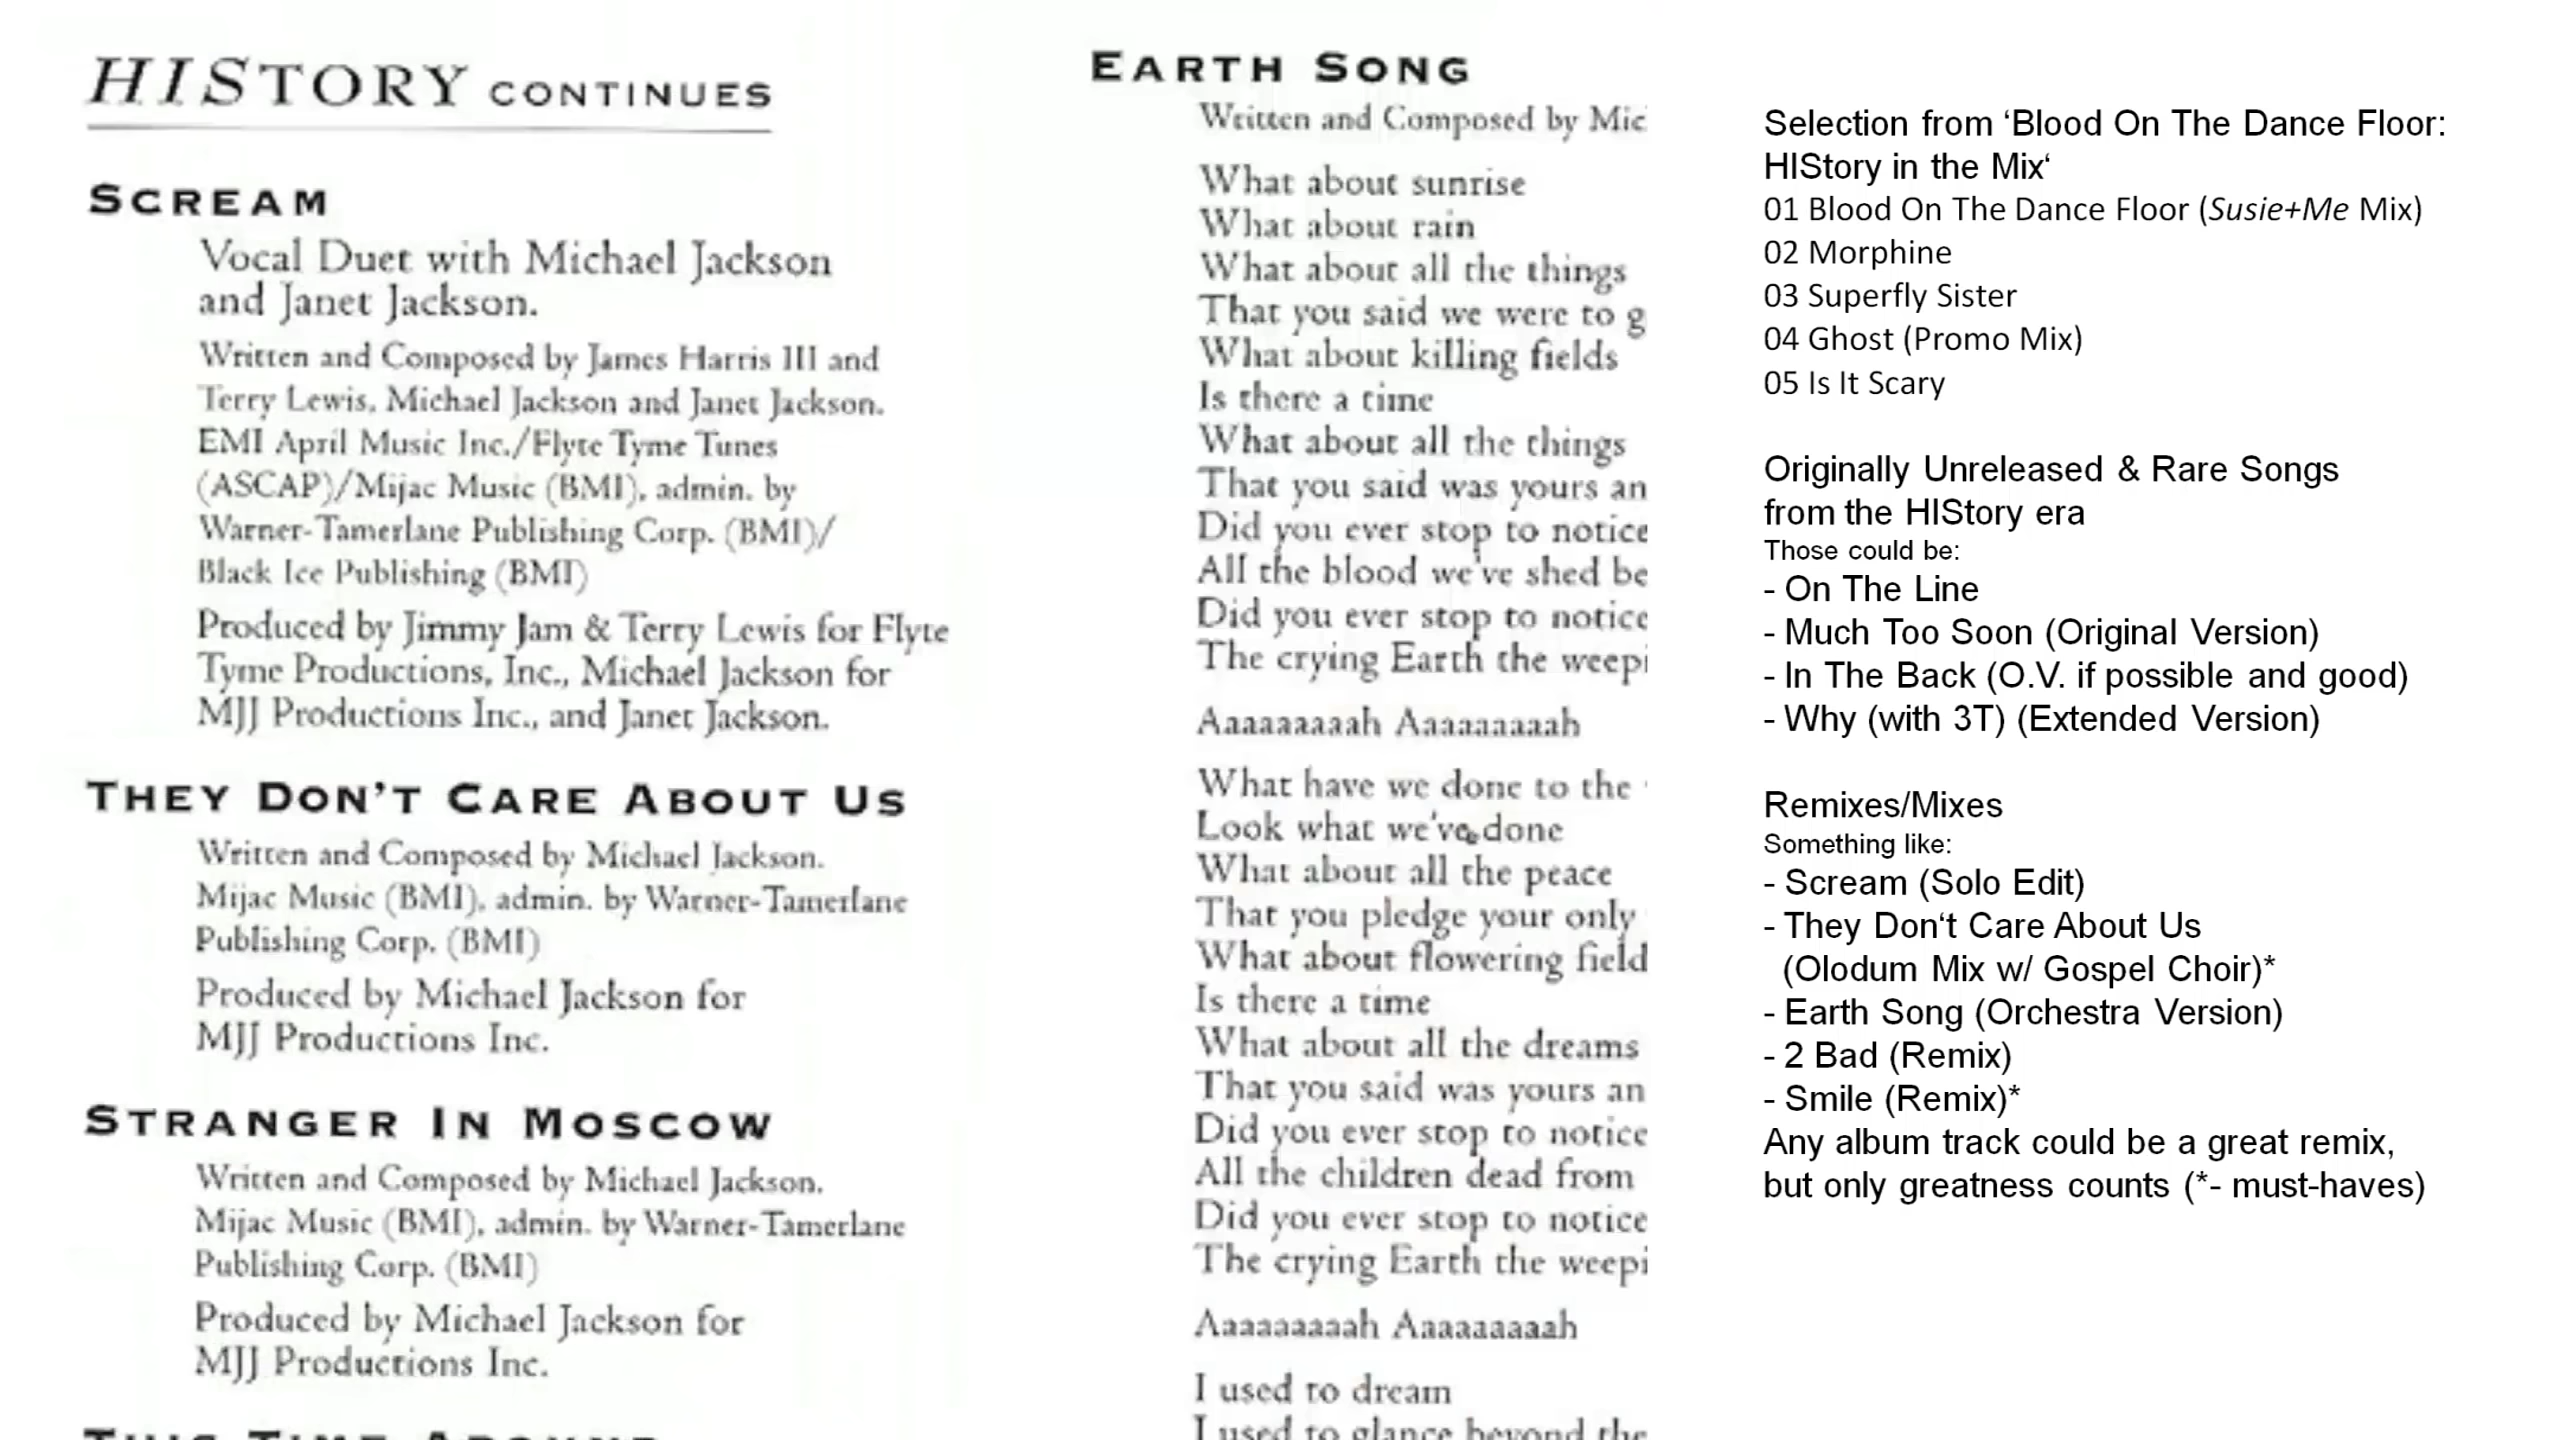 HISTORY CONTINUES
SCREAM
Vocal Duet with Michael Jackson
and Janet Jackson.
Written and Composed by James Harris III and
Terry Lewis, Michael Jackson and Janet Jackson.
EMI April Music Inc./Flyte Tyme Tunes
(ASCAP)/Mijac Music (BMI), admin. by
Warner-Tamerlane Publishing Corp. (BMI)/
Black Ice Publishing (BMI)
Produced by Jimmy Jam & Terry Lewis for Flyte
Tyme Productions, Inc., Michael Jackson for
MJJ Productions Inc., and Janet Jackson.
THEY DON'T CARE ABOUT US
Written and Composed by Michael Jackson.
Mijac Music (BMI), admin. by Warner-Tamerlane
Publishing Corp. (BMI)
Produced by Michael Jackson for
MJJ Productions Inc.
STRANGER IN MOSCOW
Written and Composed by Michael Jackson.
Mijac Music (BMI), admin. by Warner-Tamerlane
Publishing Corp. (BMI)
Produced by Michael Jackson for
MJJ Productions Inc.
THIS TIME AROUND
EARTH SONG
Written and Composed by Mic
What about sunrise
What about rain
What about all the things
That you said we were to g
What about killing fields
Is there a time
What about all the things
That you said was yours an
Did you ever stop to notice
All the blood we've shed be
Did you ever stop to notice
The crying Earth the weepi
Aaaaaaaaah Aaaaaaaaah
What have we done to the
Look what we've done
What about all the peace
That you pledge your only
What about flowering field
Is there a time
What about all the dreams
That you said was yours an
Did you ever stop to notice
All the children dead from
Did you ever stop to notice
The crying Earth the weepi
Aaaaaaaaah Aaaaaaaaah
I used to dream
I used to glance beyond the
Selection from ‘Blood On The Dance Floor:
HIStory in the Mix‘
01 Blood On The Dance Floor (Susie+Me Mix)
02 Morphine
03 Superfly Sister
04 Ghost (Promo Mix)
05 Is It Scary
Originally Unreleased & Rare Songs
from the HIStory era
Those could be:
- On The Line
- Much Too Soon (Original Version)
- In The Back (O.V. if possible and good)
- Why (with 3T) (Extended Version)
Remixes/Mixes
Something like:
- Scream (Solo Edit)
- They Don‘t Care About Us
(Olodum Mix w/ Gospel Choir)*
- Earth Song (Orchestra Version)
- 2 Bad (Remix)
- Smile (Remix)*
Any album track could be a great remix,
but only greatness counts (*- must-haves)